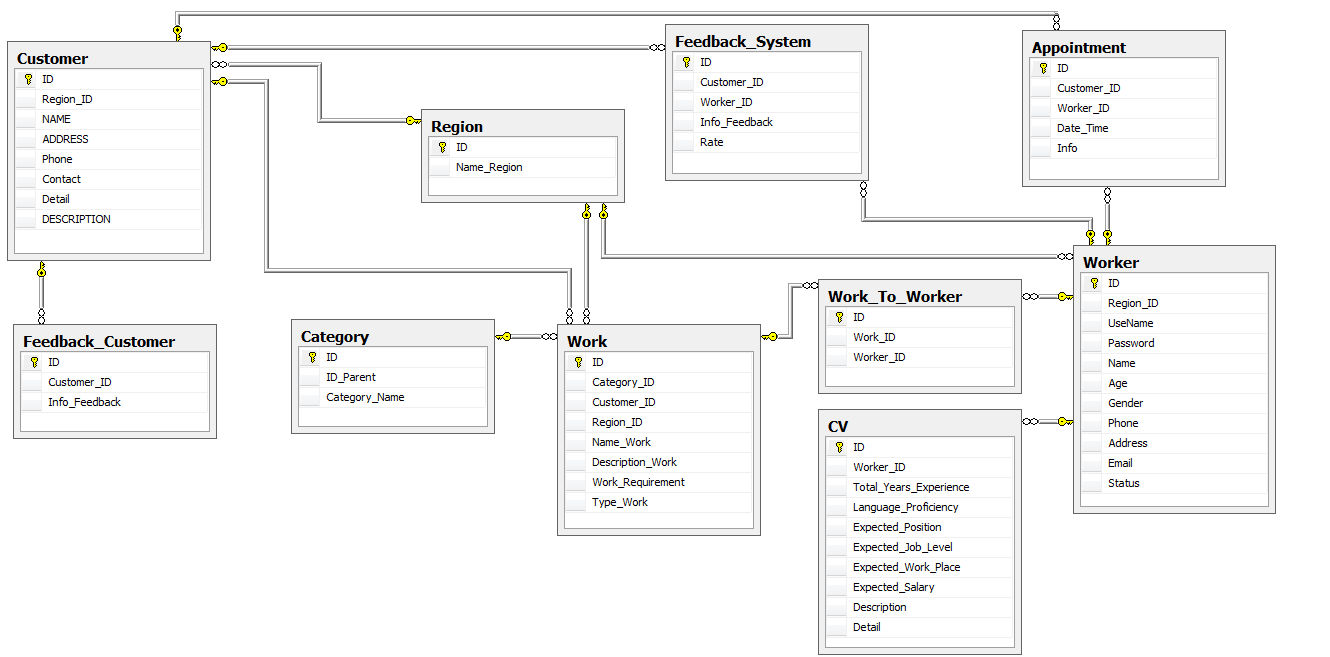 Customer
ID
Region_ID
NAME
ADDRESS
Phone
Contact
Detail
DESCRIPTION
Feedback_System
ID
Customer_ID
Worker_ID
Info_Feedback
Rate
Appointment
ID
Customer_ID
Worker_ID
Date_Time
Info
Region
ID
Name_Region
Worker
ID
Region_ID
UseName
Password
Name
Age
Gender
Phone
Address
Email
Status
Feedback_Customer
ID
Customer_ID
Info_Feedback
Category
ID
ID_Parent
Category_Name
Work
ID
Category_ID
Customer_ID
Region_ID
Name_Work
Description_Work
Work_Requirement
Type_Work
Work_To_Worker
ID
Work_ID
Worker_ID
CV
ID
Worker_ID
Total_Years_Experience
Language_Proficiency
Expected_Position
Expected_Job_Level
Expected_Work_Place
Expected_Salary
Description
Detail